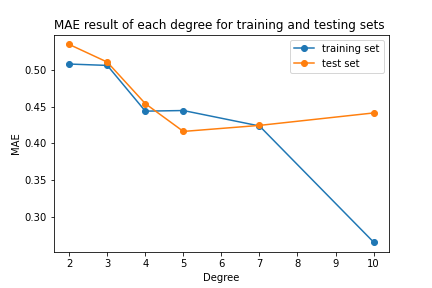 MAE result of each degree for training and testing sets
training set
test set
0.50
0.45
0.40
0.35
0.30
MAE
2 3 4 5 6 7 8 9 10
Degree